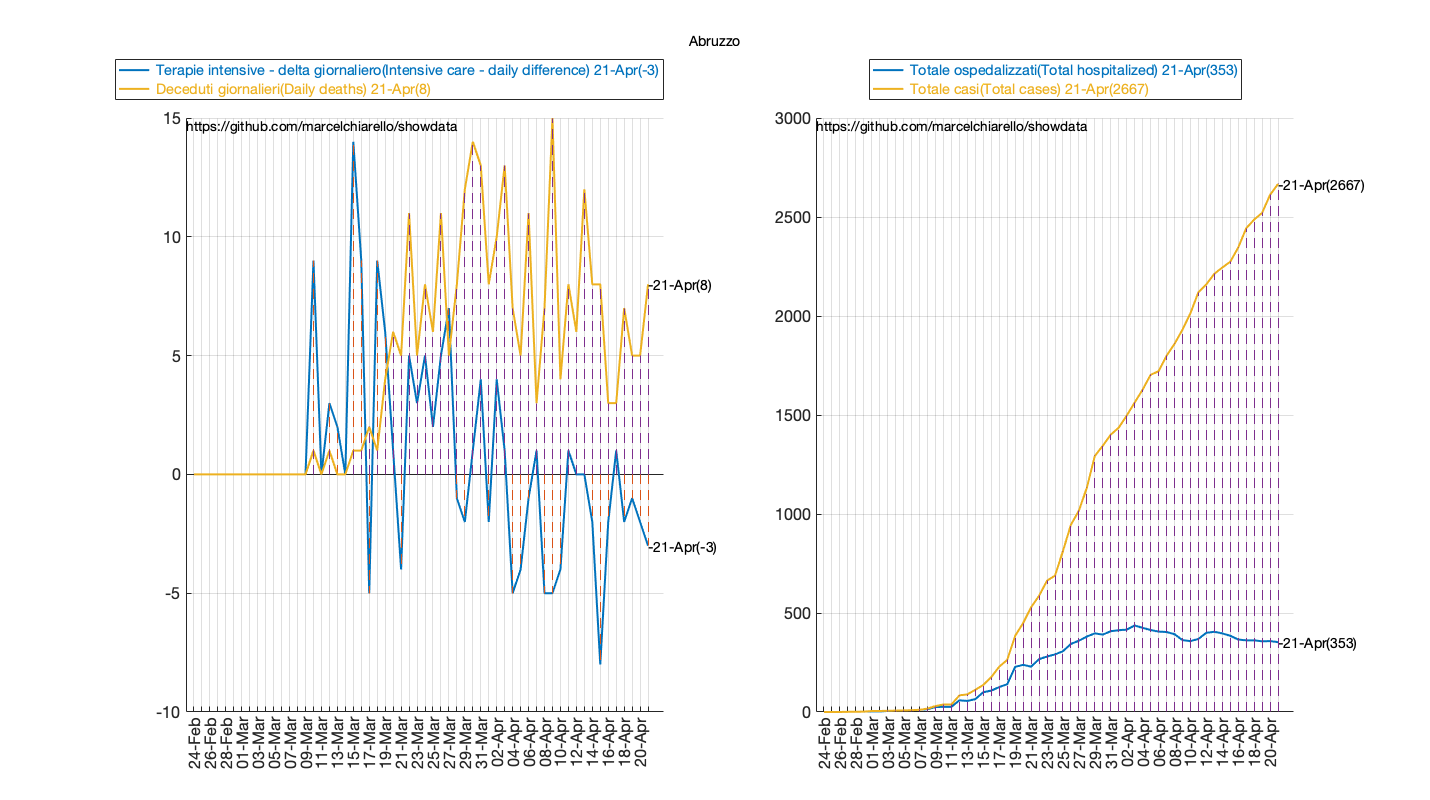 Abruzzo
Terapie intensive - delta giornaliero(Intensive care - daily difference) 21-Apr(-3)
Deceduti giornalieri(Daily deaths) 21-Apr(8)
https://github.com/marcelchiarello/showdata
15
10
5
0
-5
-10
-21-Apr(8)
-21-Apr(-3)
24-Feb
26-Feb
28-Feb
01-Mar
03-Mar
05-Mar
07-Mar
09-Mar
11-Mar
13-Mar
15-Mar
17-Mar
19-Mar
21-Mar
23-Mar
25-Mar
27-Mar
29-Mar
31-Mar
02-Apr
04-Apr
06-Apr
08-Apr
10-Apr
12-Apr
14-Apr
16-Apr
18-Apr
20-Apr
Totale ospedalizzati(Total hospitalized) 21-Apr(353)
Totale casi(Total cases) 21-Apr(2667)
https://github.com/marcelchiarello/showdata
3000
2500
2000
1500
1000
500
0
-21-Apr(2667)
-21-Apr(353)
24-Feb
26-Feb
28-Feb
01-Mar
03-Mar
05-Mar
07-Mar
09-Mar
11-Mar
13-Mar
15-Mar
17-Mar
19-Mar
21-Mar
23-Mar
25-Mar
27-Mar
29-Mar
31-Mar
02-Apr
04-Apr
06-Apr
08-Apr
10-Apr
12-Apr
14-Apr
16-Apr
18-Apr
20-Apr